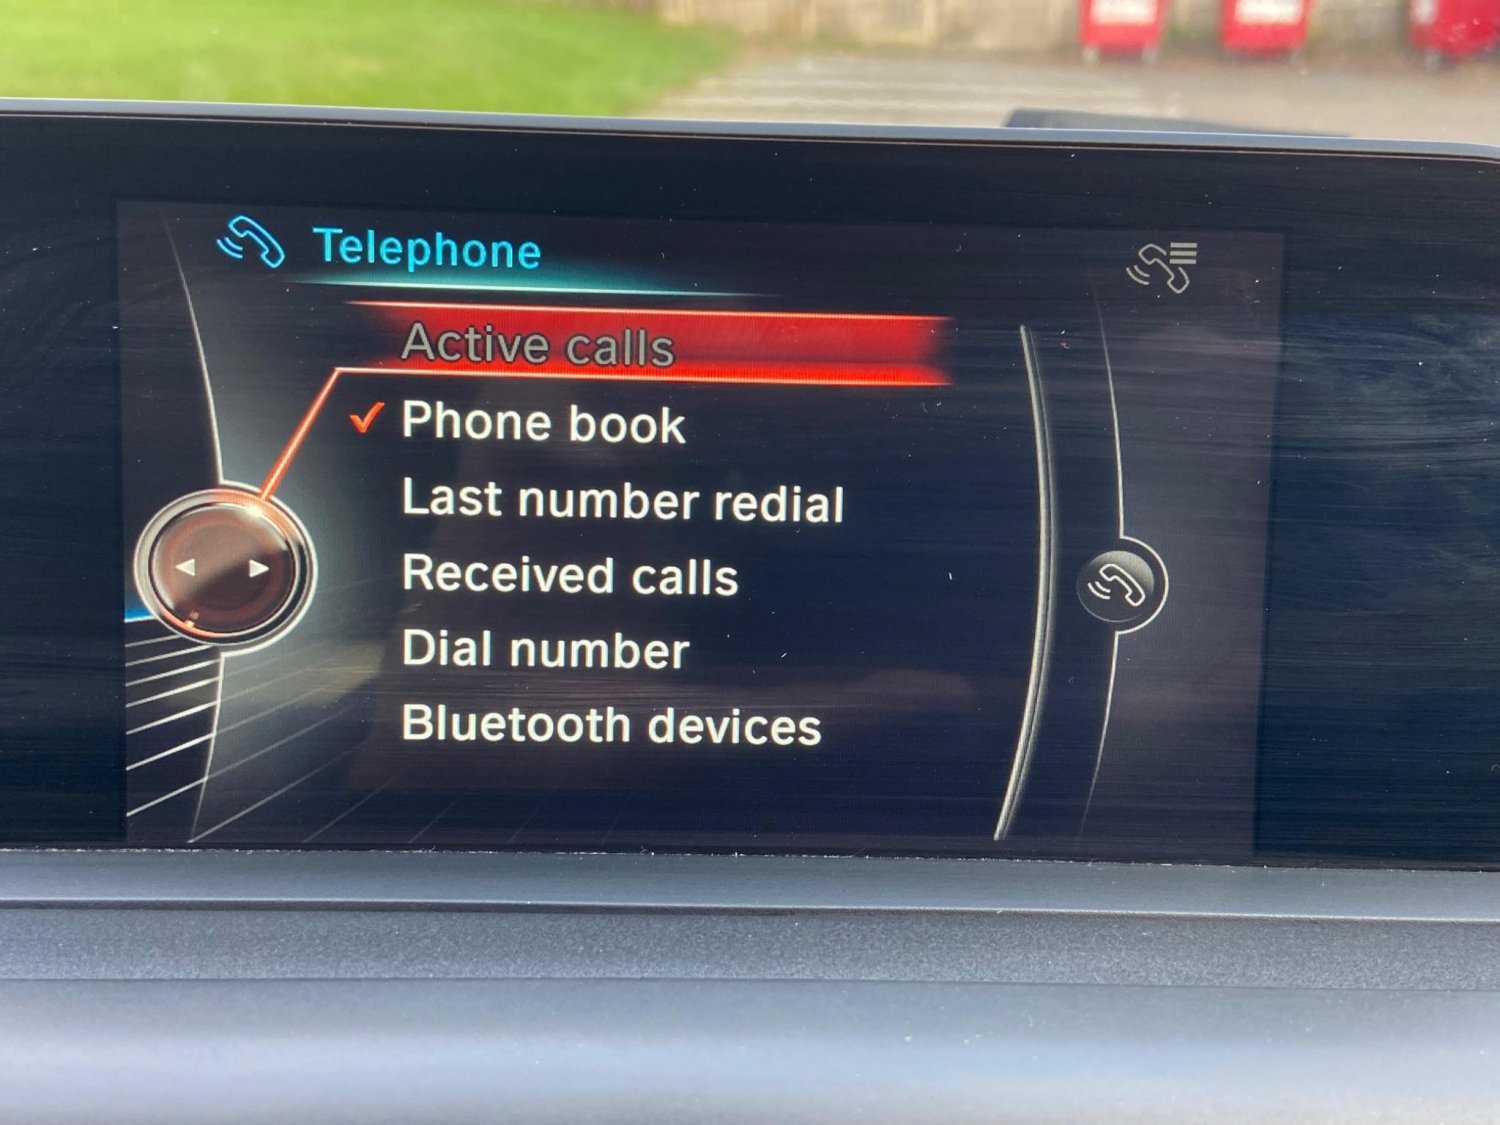 Telephone
Active calls
Phone book
Last number redial
Received calls
Dial number
Bluetooth devices